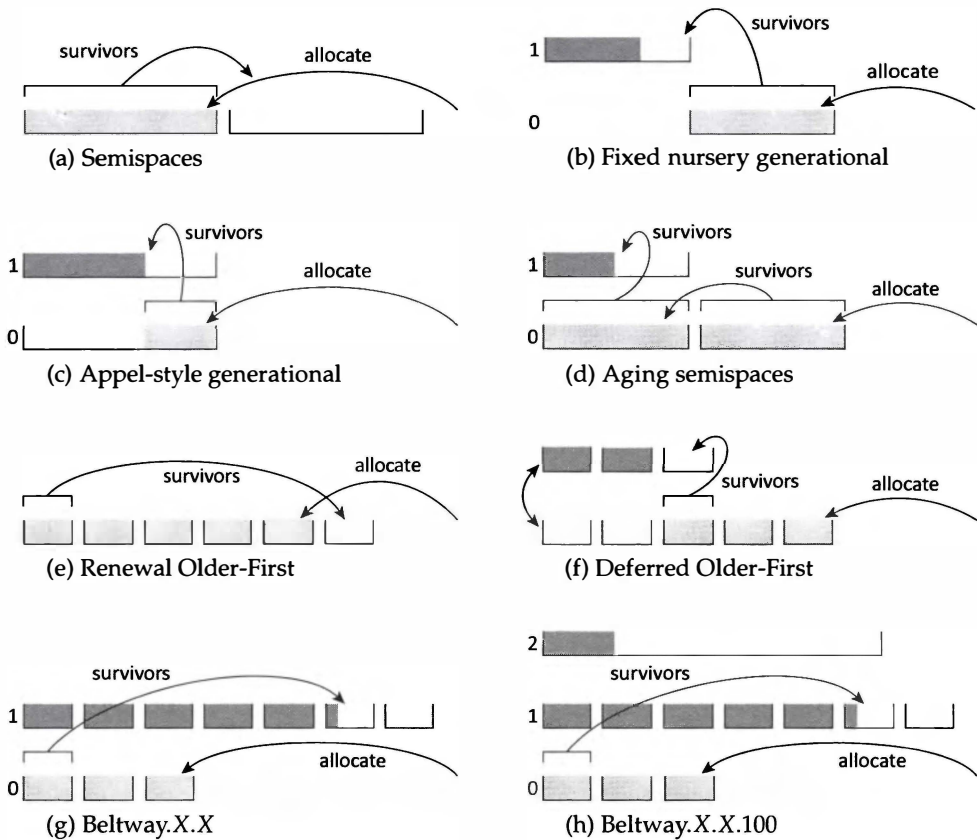 survivors
allocate
(a) Semispaces
1
survivors
allocate
0
(b) Fixed nursery generational
survivors
1
allocate
0
(c) Appel-style generational
survivors
1
survivors
allocate
0
(d) Aging semispaces
survivors
allocate
(e) Renewal Older-First
survivors
allocate
(f) Deferred Older-First
survivors
1
allocate
0
(g) Beltway.X.X
2
survivors
1
allocate
0
(h) Beltway.X.X.100